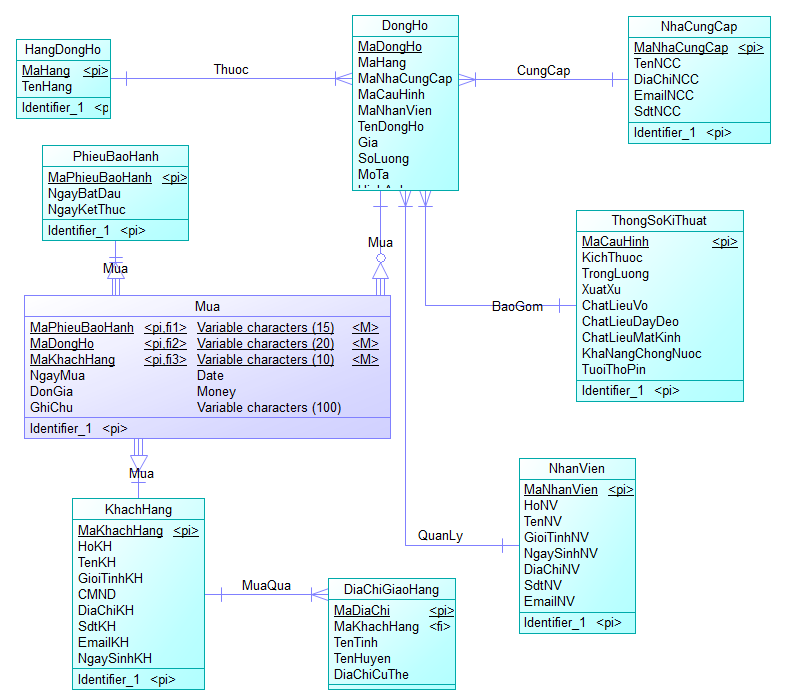 HangDongHo
MaHang <pi>
TenHang
Identifier_1 <p
Thuoc
DongHo
MaDongHo
MaHang
MaNhaCungCap
MaCauHinh
MaNhanVien
TenDongHo
Gia
SoLuong
MoTa
CungCap
NhaCungCap
MaNhaCungCap <pi>
TenNCC
DiaChiNCC
EmailNCC
SdtNCC
Identifier_1 <pi>
PhieuBaoHanh
MaPhieuBaoHanh <pi>
NgayBatDau
NgayKetThuc
Identifier_1 <pi>
Mua
Mua
ThongSoKiThuat
MaCauHinh <pi>
KichThuoc
TrongLuong
XuatXu
ChatLieuVo
ChatLieuDayDeo
ChatLieuMatKinh
KhaNangChongNuoc
TuoiThoPin
Identifier_1 <pi>
BaoGom
Mua
MaPhieuBaoHanh <pi,fi1> Variable characters (15) <M>
MaDongHo <pi,fi2> Variable characters (20) <M>
MaKhachHang <pi,fi3> Variable characters (10) <M>
NgayMua Date
DonGia Money
GhiChu Variable characters (100)
Identifier_1 <pi>
Mua
KhachHang
MaKhachHang <pi>
HoKH
TenKH
GioiTinhKH
CMND
DiaChiKH
SdtKH
EmailKH
NgaySinhKH
Identifier_1 <pi>
MuaQua
DiaChiGiaoHang
MaDiaChi <pi>
MaKhachHang <fi>
TenTinh
TenHuyen
DiaChiCuThe
QuanLy
NhanVien
MaNhanVien <pi>
HoNV
TenNV
GioiTinhNV
NgaySinhNV
DiaChiNV
SdtNV
EmailNV
Identifier_1 <pi>